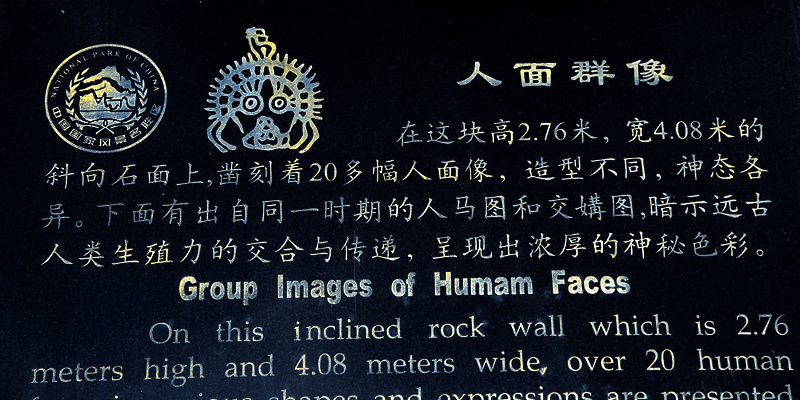 NATIONAL PARK OF CHINA
中国国家风景名胜区
人面群像
在这块高2.76米，宽4.08米的
斜向石面上,凿刻着20多幅人面像，造型不同，神态各
异。下面有出自同一时期的人马图和交媾图,暗示远古
人类生殖力的交合与传递，呈现出浓厚的神秘色彩。
Group Images of Humam Faces
On this inclined rock wall which is 2.76
meters high and 4.08 meters wide, over 20 human
shapes and expressions are presented